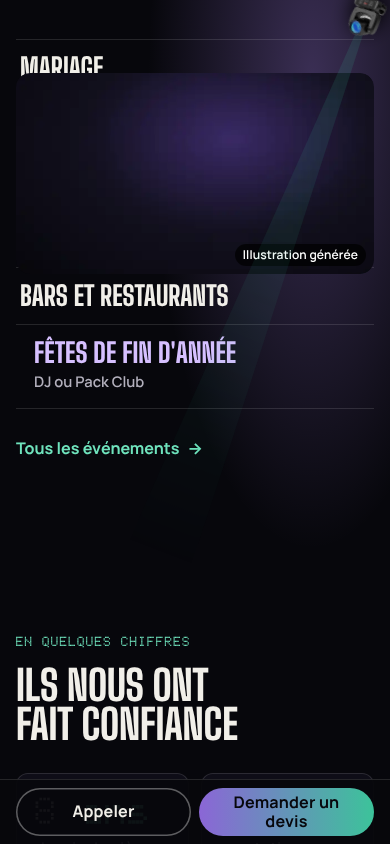 MARIAGE
Illustration générée
BARS ET RESTAURANTS
FÊTES DE FIN D'ANNÉE
DJ ou Pack Club
Tous les événements →
EN QUELQUES CHIFFRES
ILS NOUS ONT
FAIT CONFIANCE
Appeler
Demander un
devis